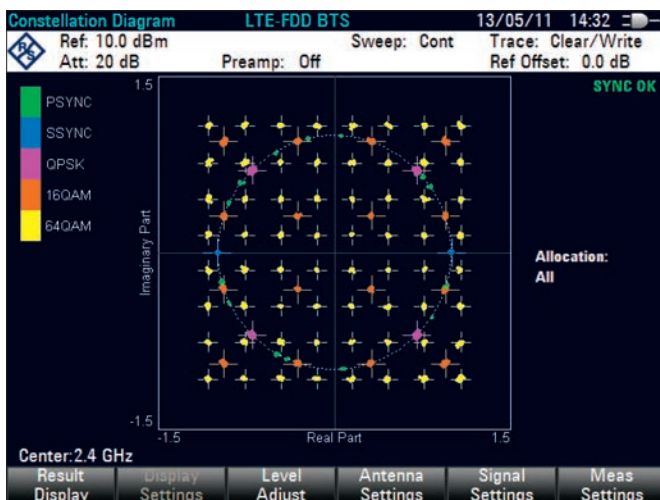 Constellation Diagram LTE-FDD BTS 13/05/11 14:32
R&S Ref: 10.0 dBm Sweep: Cont Trace: Clear/Write
Att: 20 dB Preamp: Off Ref Offset: 0.0 dB
SYNC OK
1.5
PSYNC
SSYNC
QPSK
16QAM
64QAM
Imaginary Part
Allocation:
All
-1.5
-1.5 Real Part 1.5
Center:2.4 GHz
Result Display Level Antenna Signal Meas
Display Settings Adjust Settings Settings Settings